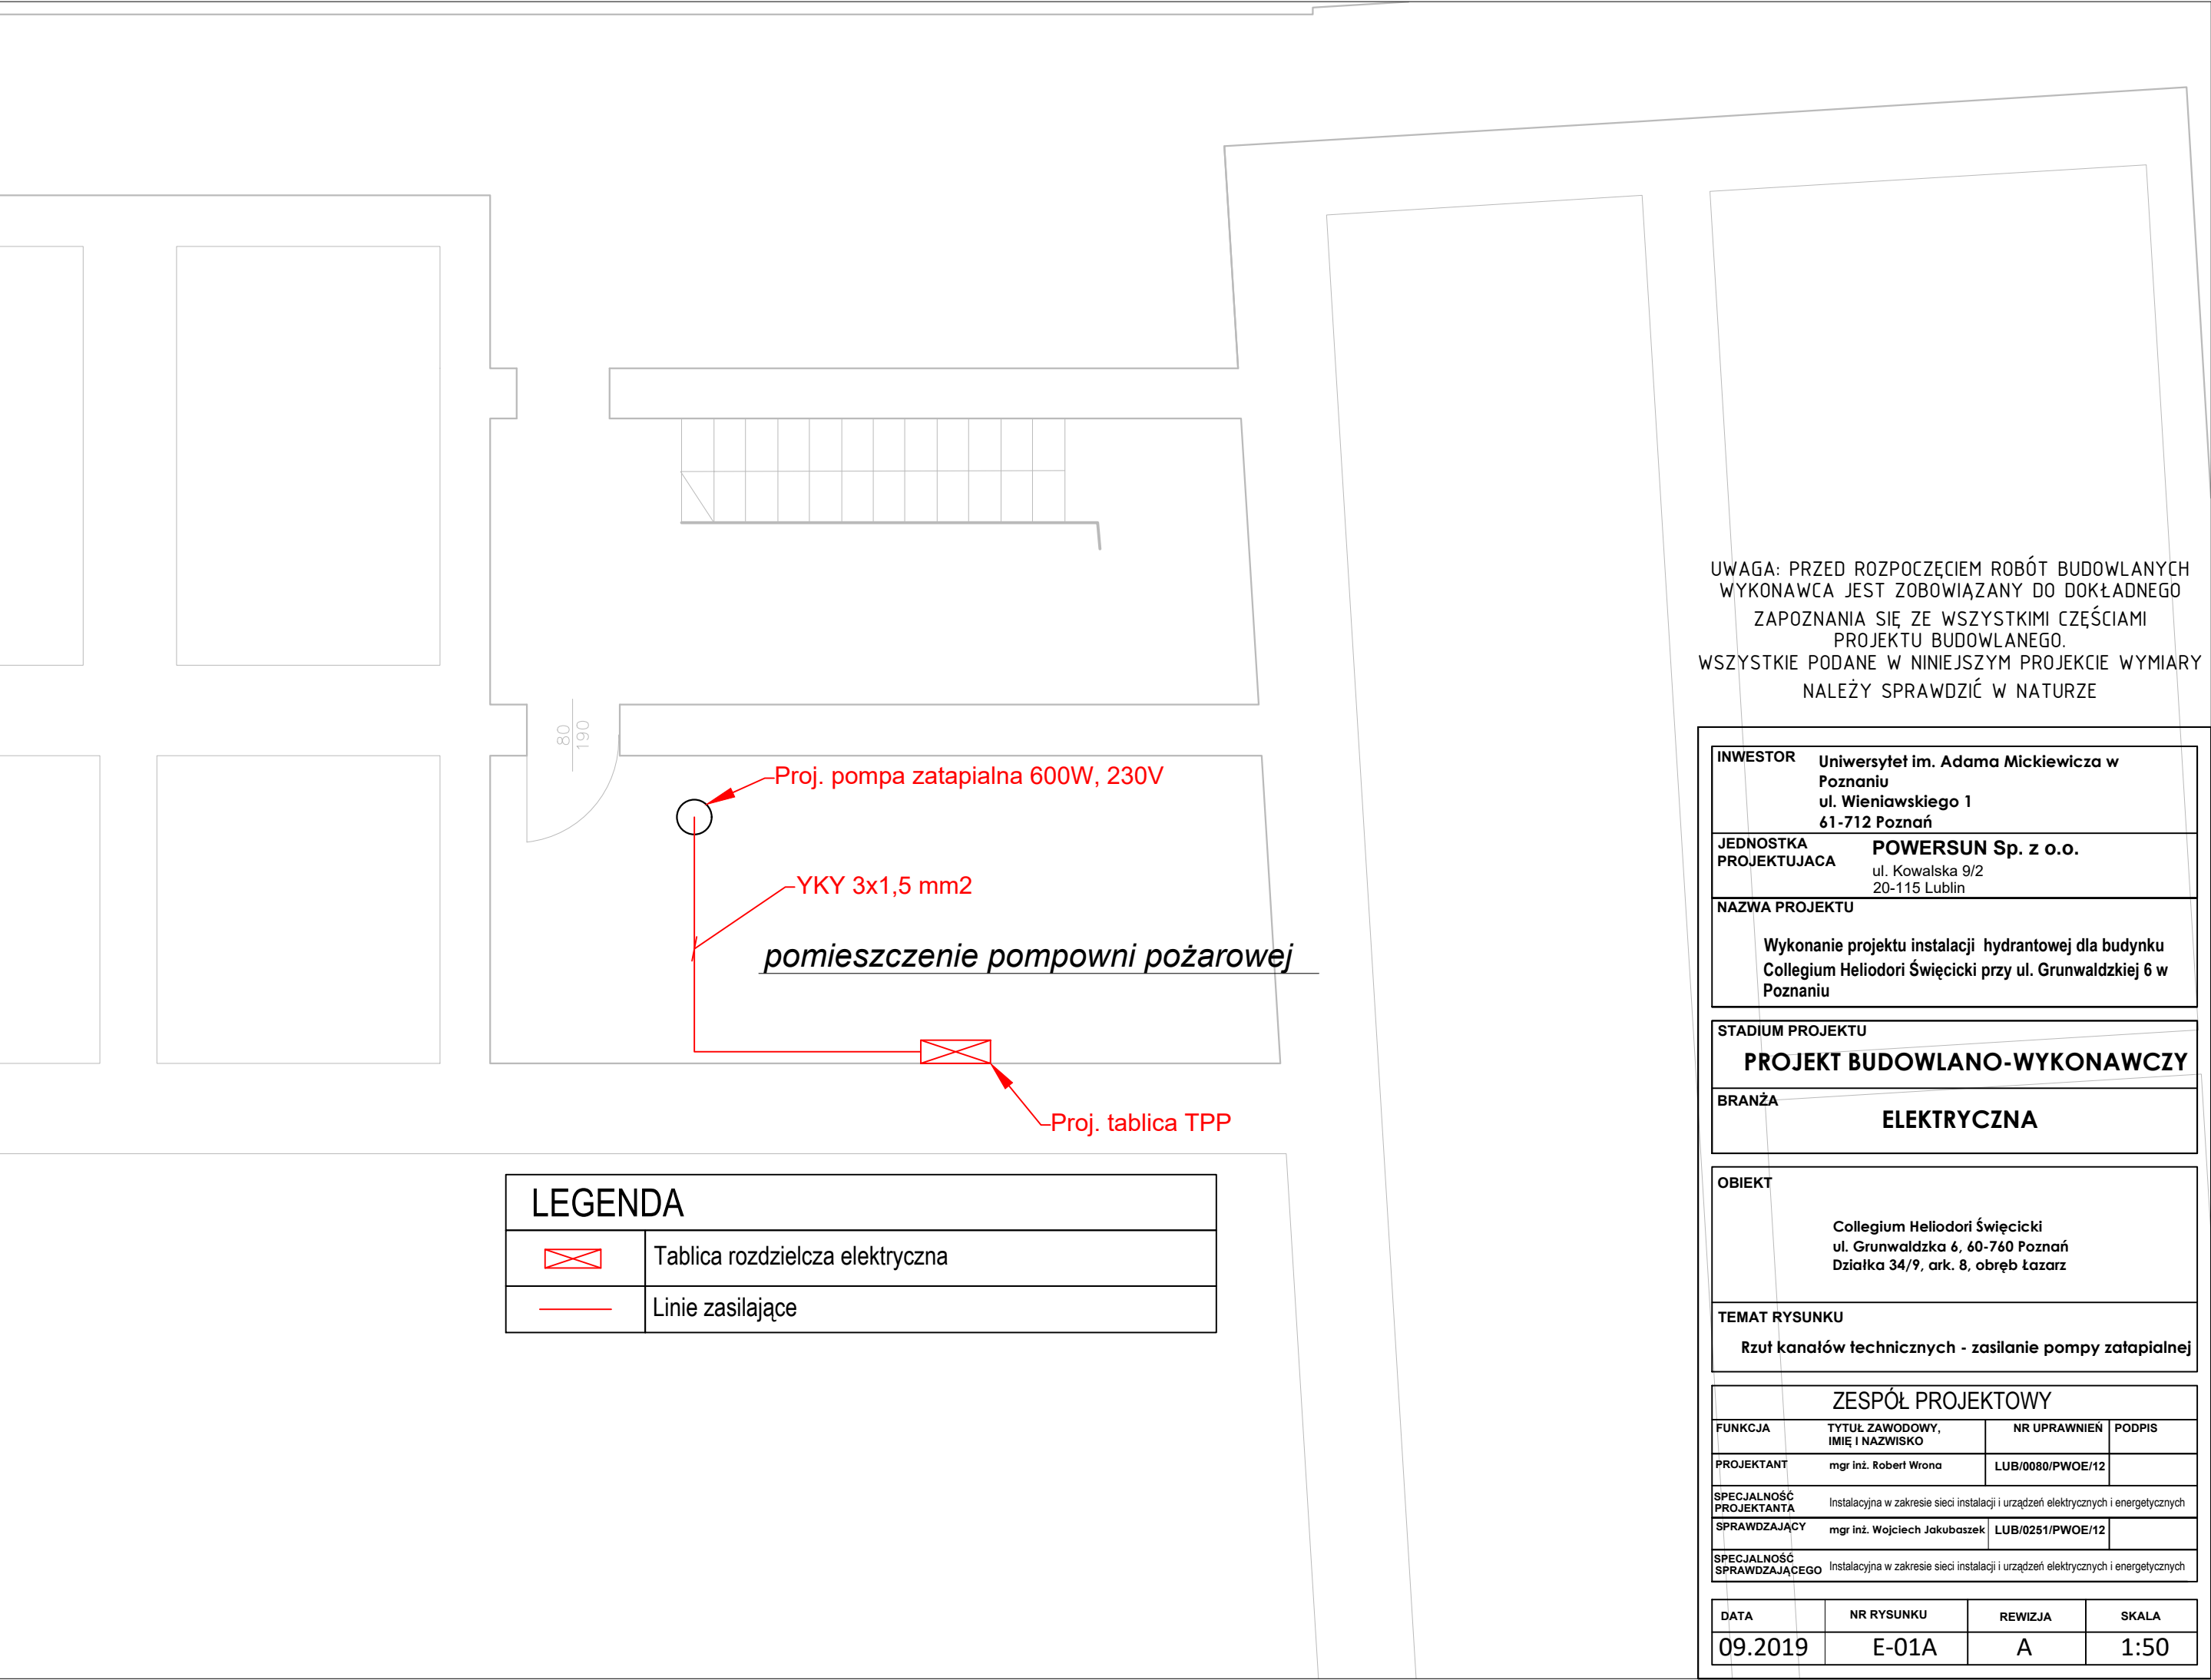 80
190
Proj. pompa zatapialna 600W, 230V
YKY 3x1,5 mm2
pomieszczenie pompowni pożarowej
Proj. tablica TPP
LEGENDA
Tablica rozdzielcza elektryczna
Linie zasilające
UWAGA: PRZED ROZPOCZĘCIEM ROBÓT BUDOWLANYCH
WYKONAWCA JEST ZOBOWIĄZANY DO DOKŁADNEGO
ZAPOZNANIA SIĘ ZE WSZYSTKIMI CZĘŚCIAMI
PROJEKTU BUDOWLANEGO.
WSZYSTKIE PODANE W NINIEJSZYM PROJEKCIE WYMIARY
NALEŻY SPRAWDZIĆ W NATURZE
INWESTOR
Uniwersytet im. Adama Mickiewicza w
Poznaniu
ul. Wieniawskiego 1
61-712 Poznań
JEDNOSTKA
PROJEKTUJACA
POWERSUN Sp. z o.o.
ul. Kowalska 9/2
20-115 Lublin
NAZWA PROJEKTU
Wykonanie projektu instalacji hydrantowej dla budynku
Collegium Heliodori Święcicki przy ul. Grunwaldzkiej 6 w
Poznaniu
STADIUM PROJEKTU
PROJEKT BUDOWLANO-WYKONAWCZY
BRANŻA
ELEKTRYCZNA
OBIEKT
Collegium Heliodori Święcicki
ul. Grunwaldzka 6, 60-760 Poznań
Działka 34/9, ark. 8, obręb Łazarz
TEMAT RYSUNKU
Rzut kanałów technicznych - zasilanie pompy zatapialnej
ZESPÓŁ PROJEKTOWY
FUNKCJA TYTUŁ ZAWODOWY, NR UPRAWNIEŃ PODPIS
IMIĘ I NAZWISKO
PROJEKTANT mgr inż. Robert Wrona LUB/0080/PWOE/12
SPECJALNOŚĆ
PROJEKTANTA Instalacyjna w zakresie sieci instalacji i urządzeń elektrycznych i energetycznych
SPRAWDZAJĄCY mgr inż. Wojciech Jakubaszek LUB/0251/PWOE/12
SPECJALNOŚĆ
SPRAWDZAJĄCEGO Instalacyjna w zakresie sieci instalacji i urządzeń elektrycznych i energetycznych
DATA NR RYSUNKU REWIZJA SKALA
09.2019 E-01A A 1:50